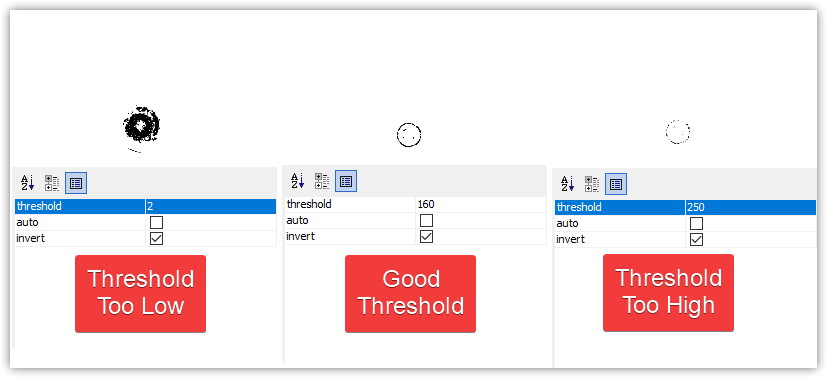 threshold 2
auto
invert
Threshold
Too Low
threshold 160
auto
invert
Good
Threshold
threshold 250
auto
invert
Threshold
Too High